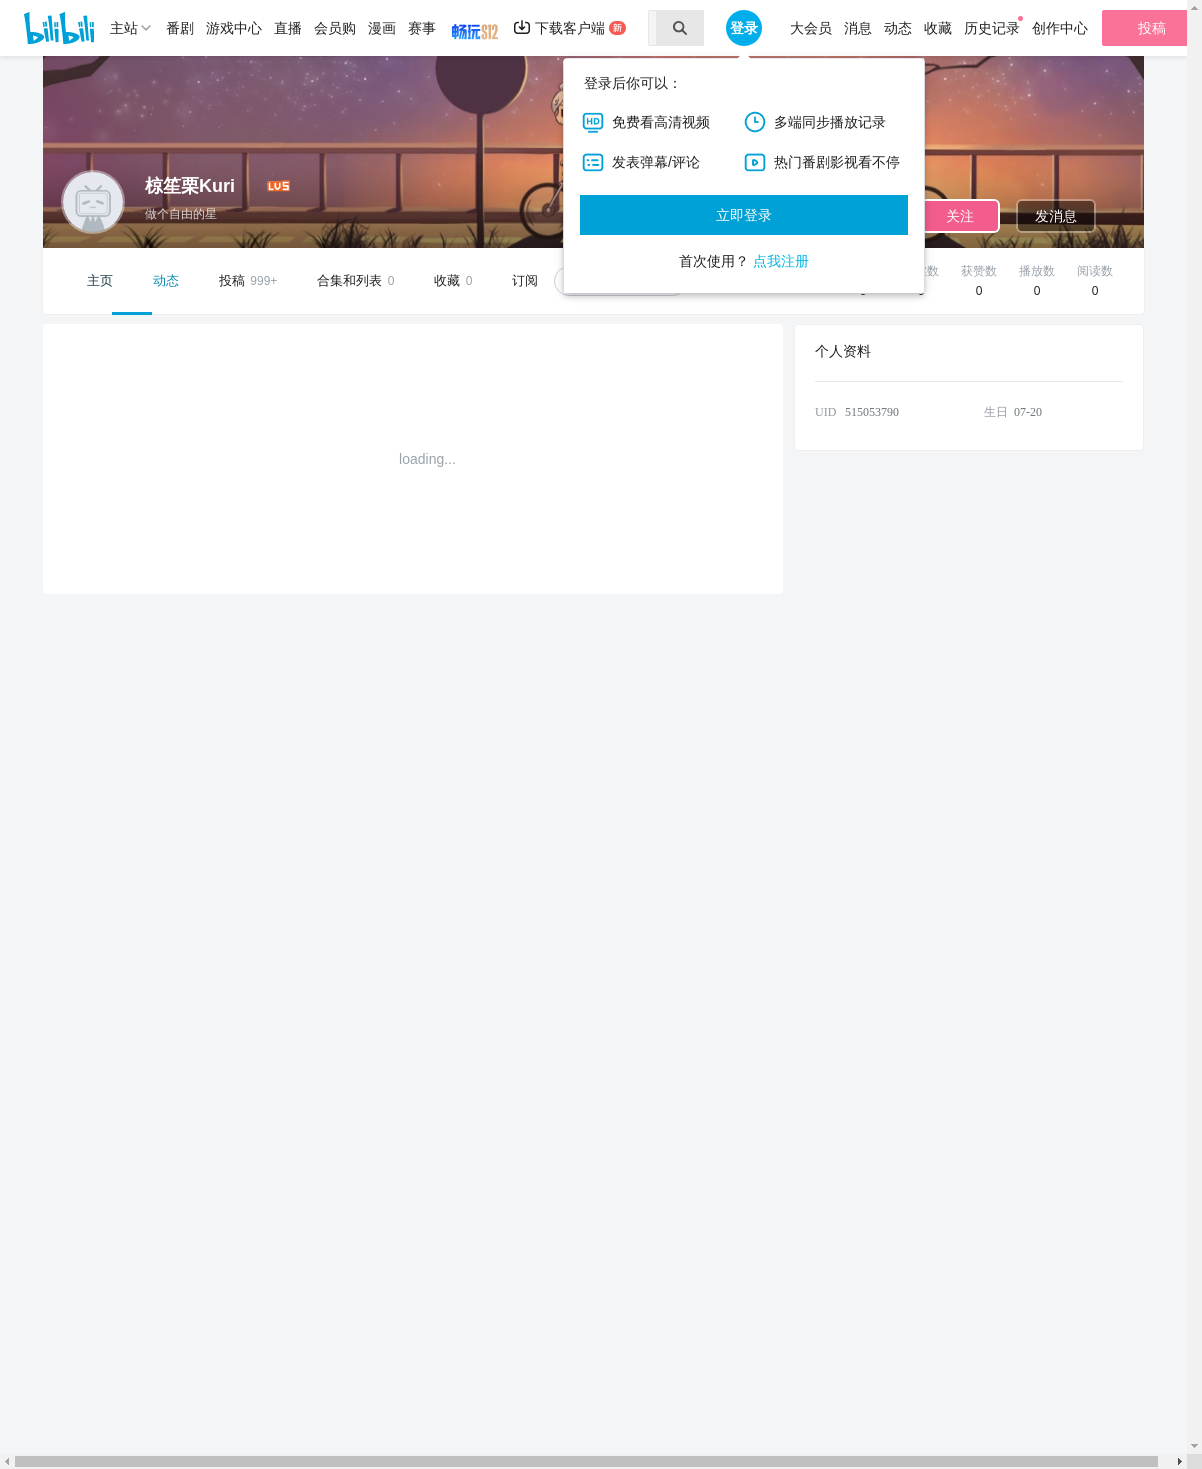 bilibili 主站 番剧 游戏中心 直播 会员购 漫画 赛事 畅玩S12 下载客户端 新 登录 大会员 消息 动态 收藏 历史记录 创作中心 投稿
登录后你可以：
HD 免费看高清视频 多端同步播放记录
发表弹幕/评论 热门番剧影视看不停
立即登录
首次使用？ 点我注册
椋笙栗Kuri LV5
做个自由的星
关注 发消息
主页 动态 投稿 999+ 合集和列表 0 收藏 0 订阅
数 获赞数 播放数 阅读数
0 0 0
个人资料
UID 515053790 生日 07-20
loading...